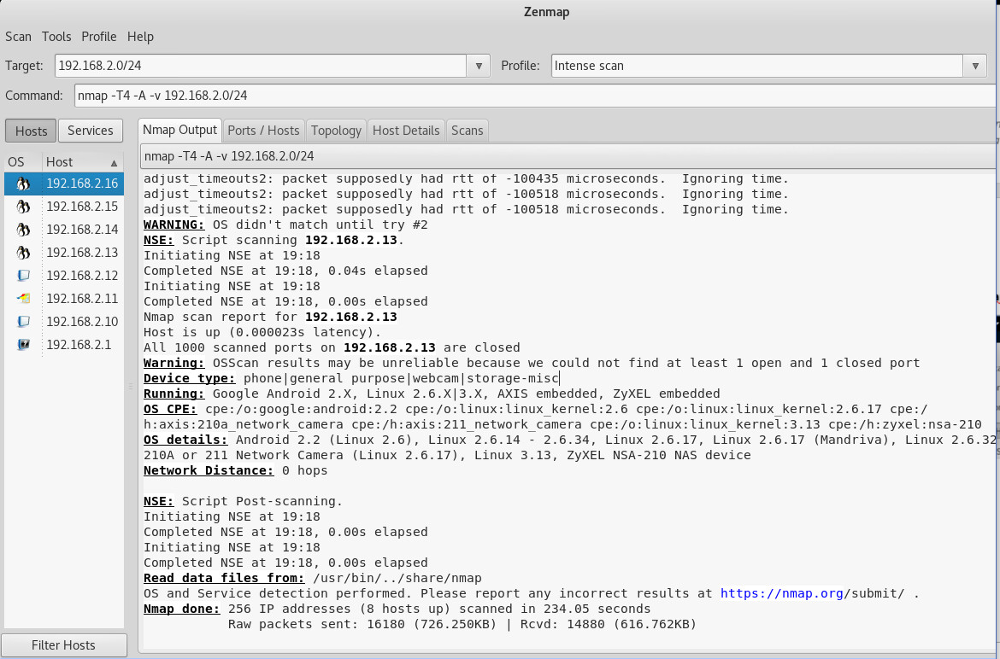 Zenmap
Scan Tools Profile Help
Target: 192.168.2.0/24 Profile: Intense scan
Command: nmap -T4 -A -v 192.168.2.0/24
Hosts Services
Nmap Output Ports / Hosts Topology Host Details Scans
OS Host
nmap -T4 -A -v 192.168.2.0/24
192.168.2.16
192.168.2.15
192.168.2.14
192.168.2.13
192.168.2.12
192.168.2.11
192.168.2.10
192.168.2.1
adjust_timeouts2: packet supposedly had rtt of -100435 microseconds.  Ignoring time.
adjust_timeouts2: packet supposedly had rtt of -100518 microseconds.  Ignoring time.
adjust_timeouts2: packet supposedly had rtt of -100518 microseconds.  Ignoring time.
WARNING: OS didn't match until try #2
NSE: Script scanning 192.168.2.13.
Initiating NSE at 19:18
Completed NSE at 19:18, 0.04s elapsed
Initiating NSE at 19:18
Completed NSE at 19:18, 0.00s elapsed
Nmap scan report for 192.168.2.13
Host is up (0.000023s latency).
All 1000 scanned ports on 192.168.2.13 are closed
Warning: OSScan results may be unreliable because we could not find at least 1 open and 1 closed port
Device type: phone|general purpose|webcam|storage-misc
Running: Google Android 2.X, Linux 2.6.X|3.X, AXIS embedded, ZyXEL embedded
OS CPE: cpe:/o:google:android:2.2 cpe:/o:linux:linux_kernel:2.6 cpe:/o:linux:linux_kernel:2.6.17 cpe:/
h:axis:210a_network_camera cpe:/h:axis:211_network_camera cpe:/o:linux:linux_kernel:3.13 cpe:/h:zyxel:nsa-210
OS details: Android 2.2 (Linux 2.6), Linux 2.6.14 - 2.6.34, Linux 2.6.17, Linux 2.6.17 (Mandriva), Linux 2.6.32
210A or 211 Network Camera (Linux 2.6.17), Linux 3.13, ZyXEL NSA-210 NAS device
Network Distance: 0 hops
NSE: Script Post-scanning.
Initiating NSE at 19:18
Completed NSE at 19:18, 0.00s elapsed
Initiating NSE at 19:18
Completed NSE at 19:18, 0.00s elapsed
Read data files from: /usr/bin/../share/nmap
OS and Service detection performed. Please report any incorrect results at https://nmap.org/submit/ .
Nmap done: 256 IP addresses (8 hosts up) scanned in 234.05 seconds
Raw packets sent: 16180 (726.250KB) | Rcvd: 14880 (616.762KB)
Filter Hosts